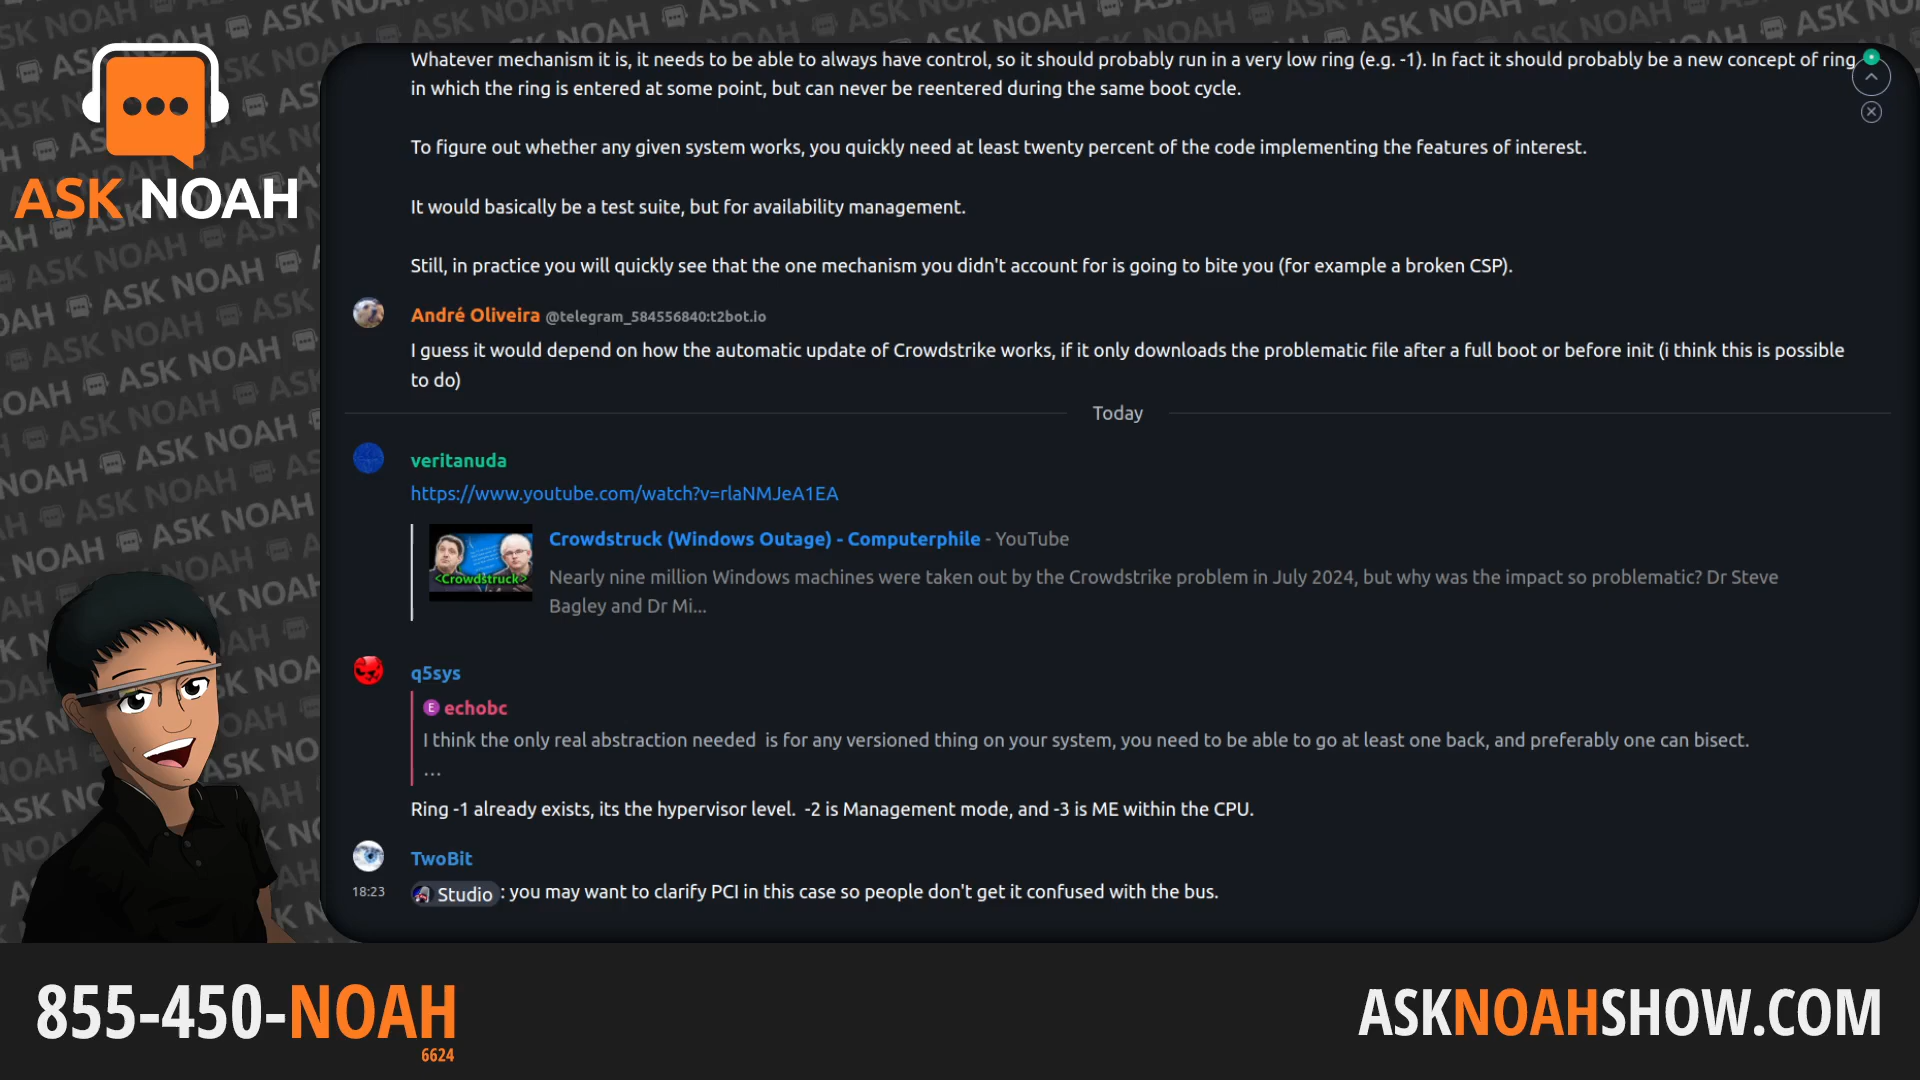 ASK NOAH
Whatever mechanism it is, it needs to be able to always have control, so it should probably run in a very low ring (e.g. -1). In fact it should probably be a new concept of ring
in which the ring is entered at some point, but can never be reentered during the same boot cycle.
To figure out whether any given system works, you quickly need at least twenty percent of the code implementing the features of interest.
It would basically be a test suite, but for availability management.
Still, in practice you will quickly see that the one mechanism you didn't account for is going to bite you (for example a broken CSP).
André Oliveira @telegram_584556840:t2bot.io
I guess it would depend on how the automatic update of Crowdstrike works, if it only downloads the problematic file after a full boot or before init (i think this is possible
to do)
Today
veritanuda
https://www.youtube.com/watch?v=rlaNMJeA1EA
Crowdstruck (Windows Outage) - Computerphile - YouTube
<Crowdstruck>
Nearly nine million Windows machines were taken out by the Crowdstrike problem in July 2024, but why was the impact so problematic? Dr Steve
Bagley and Dr Mi...
q5sys
E echobc
I think the only real abstraction needed  is for any versioned thing on your system, you need to be able to go at least one back, and preferably one can bisect.
...
Ring -1 already exists, its the hypervisor level.  -2 is Management mode, and -3 is ME within the CPU.
TwoBit
18:23 Studio : you may want to clarify PCI in this case so people don't get it confused with the bus.
855-450-NOAH
6624
ASKNOAHSHOW.COM